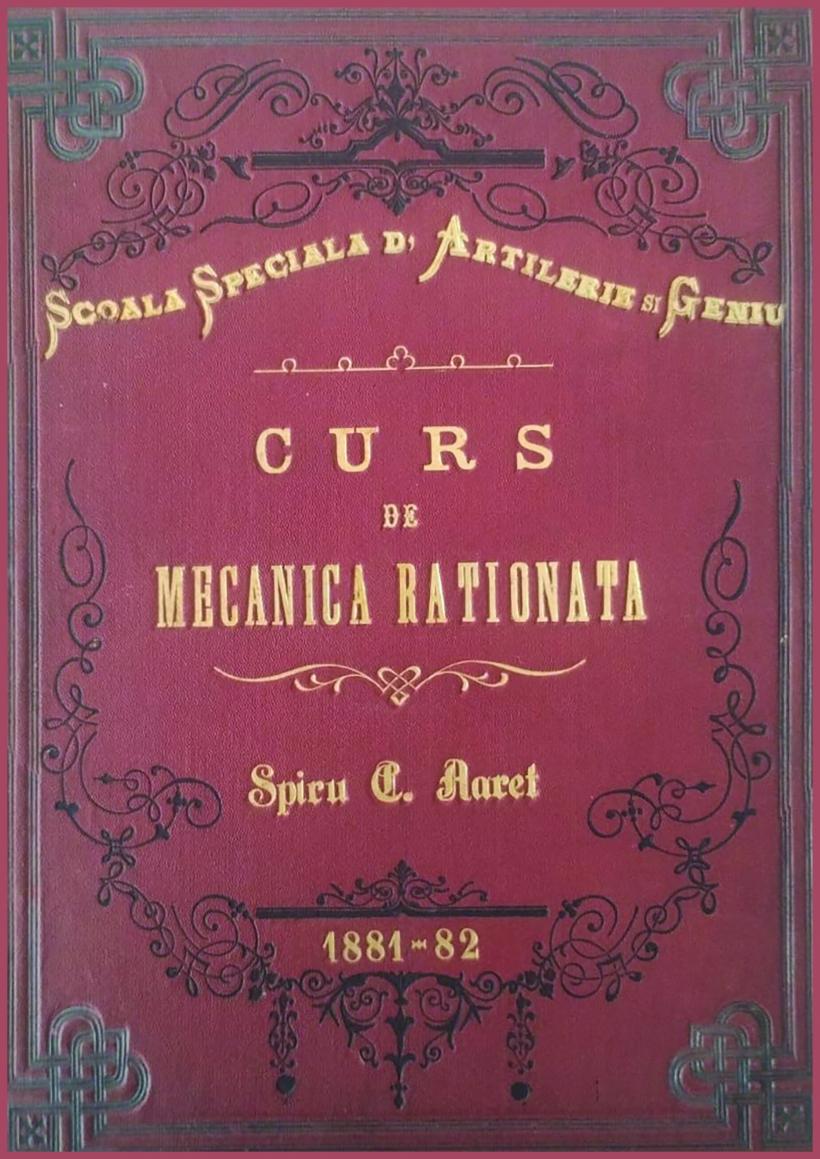 SCOALA SPECIALA D' ARTILERIE SI GENIU
CURS
DE
MECANICA RATIONATA
Spiru C. Haret
1881-82